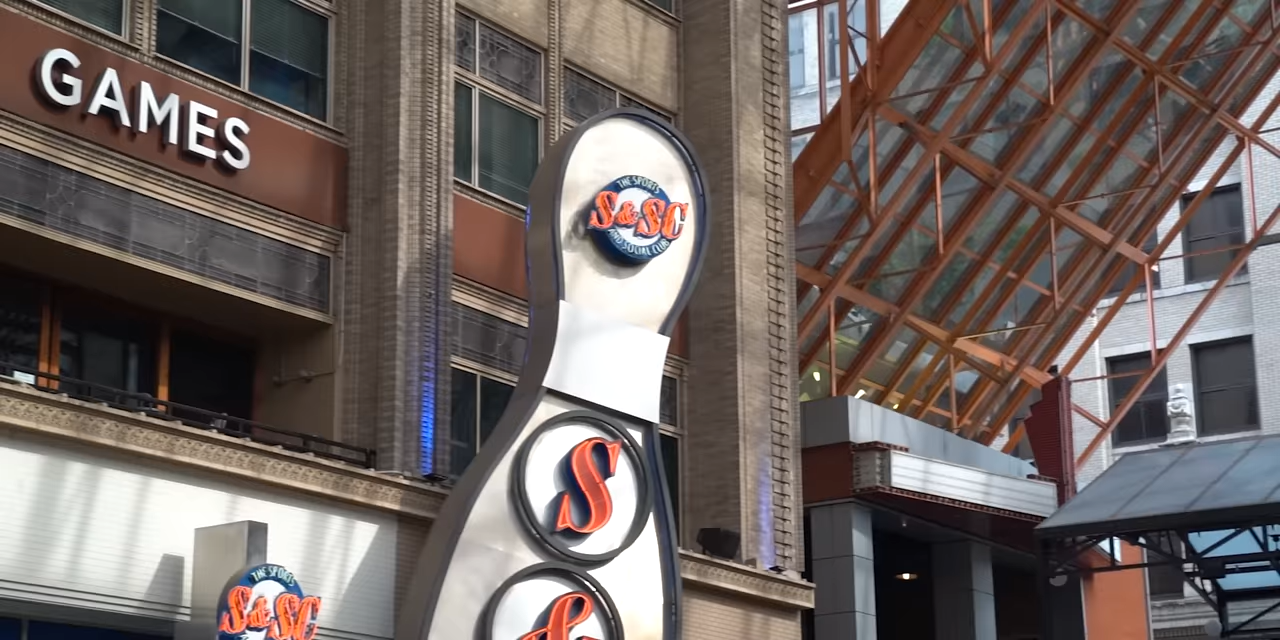 GAMES
THE SPORTS
S&SC
AND SOCIAL CLUB
S
&
THE SPORTS
S&SC